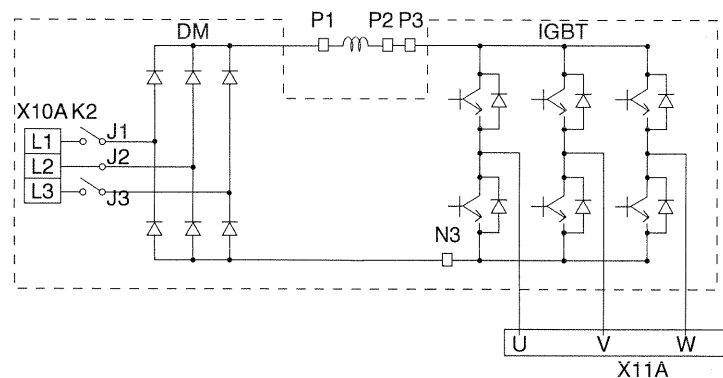 P1 P2 P3
DM
IGBT
X10A K2
L1
J1
L2
J2
L3
J3
N3
U V W
X11A